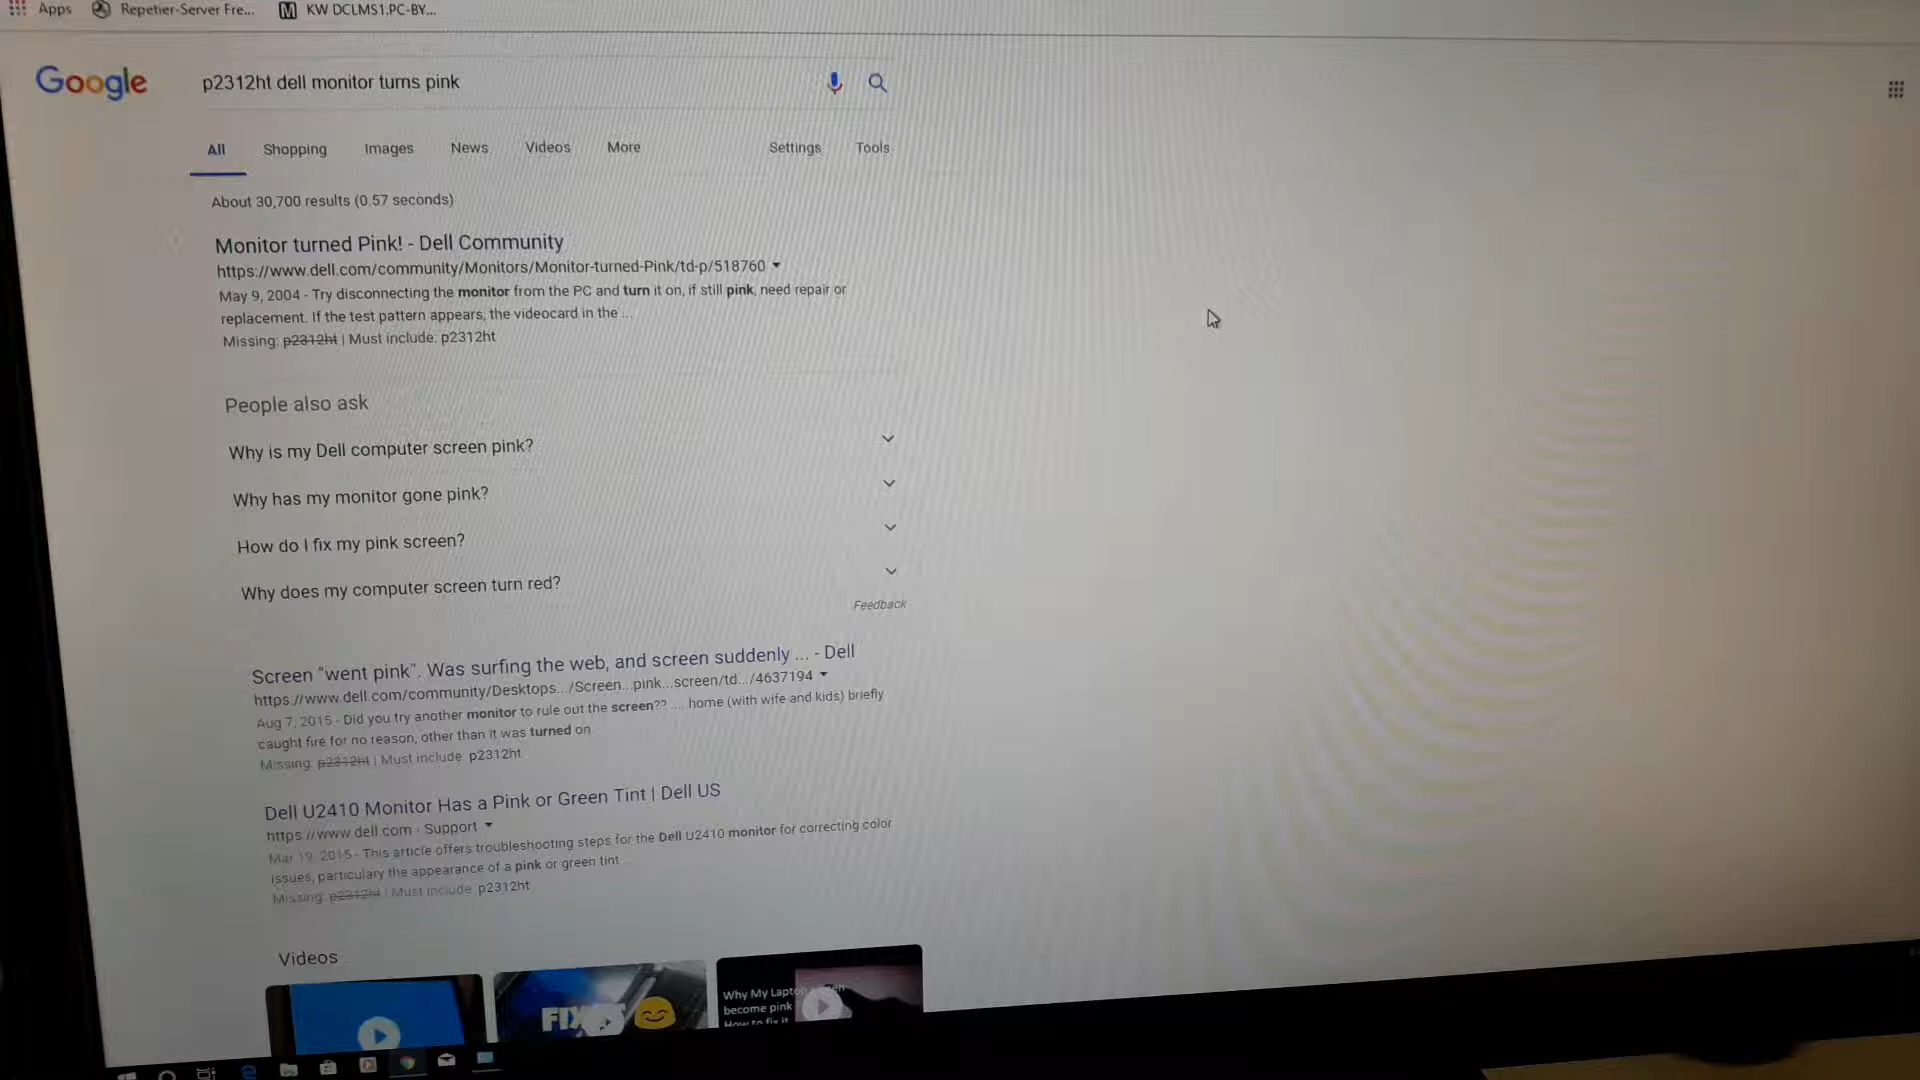 Apps Repetier-Server Fre... KW DCLMS1.PC-BY...
Google p2312ht dell monitor turns pink
All Shopping Images News Videos More Settings Tools
About 30,700 results (0.57 seconds)
Monitor turned Pink! - Dell Community
https://www.dell.com/community/Monitors/Monitor-turned-Pink/td-p/518760
May 9, 2004 - Try disconnecting the monitor from the PC and turn it on, if still pink, need repair or
replacement. If the test pattern appears, the videocard in the ...
Missing: p2312ht | Must include: p2312ht
People also ask
Why is my Dell computer screen pink?
Why has my monitor gone pink?
How do I fix my pink screen?
Why does my computer screen turn red?
Feedback
Screen "went pink". Was surfing the web, and screen suddenly ... - Dell
https://www.dell.com/community/Desktops.../Screen...pink...screen/td.../4637194
Aug 7, 2015 - Did you try another monitor to rule out the screen?? .... home (with wife and kids) briefly
caught fire for no reason, other than it was turned on
Missing: p2312ht | Must include: p2312ht
Dell U2410 Monitor Has a Pink or Green Tint | Dell US
https://www.dell.com › Support
Mar 19, 2015 - This article offers troubleshooting steps for the Dell U2410 monitor for correcting color
issues, particulary the appearance of a pink or green tint
Missing: p2312ht | Must include: p2312ht
Videos
Why My Laptop
become pink
How to fix it